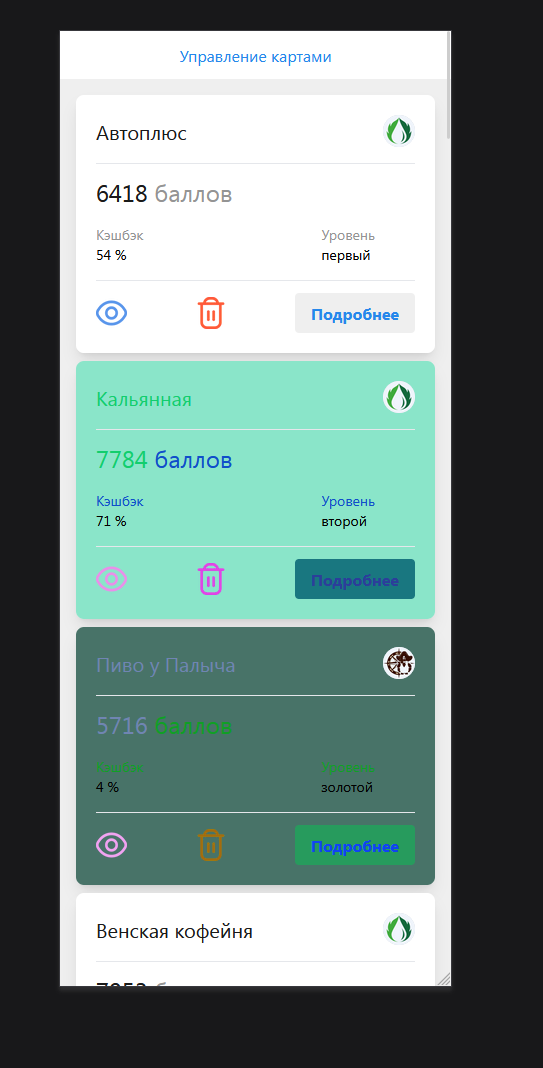 Управление картами
Автоплюс
6418 баллов
Кэшбэк Уровень
54 % первый
Подробнее
Кальянная
7784 баллов
Кэшбэк Уровень
71 % второй
Подробнее
Пиво у Палыча
5716 баллов
Кэшбэк Уровень
4 % золотой
Подробнее
Венская кофейня